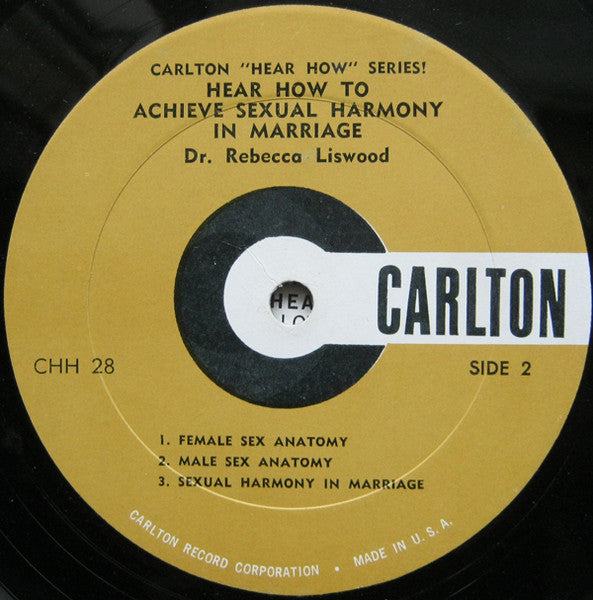 CARLTON "HEAR HOW" SERIES!
HEAR HOW TO
ACHIEVE SEXUAL HARMONY
IN MARRIAGE
Dr. Rebecca Liswood
HEA
CARLTON
CHH 28
SIDE 2
1. FEMALE SEX ANATOMY
2. MALE SEX ANATOMY
3. SEXUAL HARMONY IN MARRIAGE
CARLTON RECORD CORPORATION • MADE IN U.S.A.